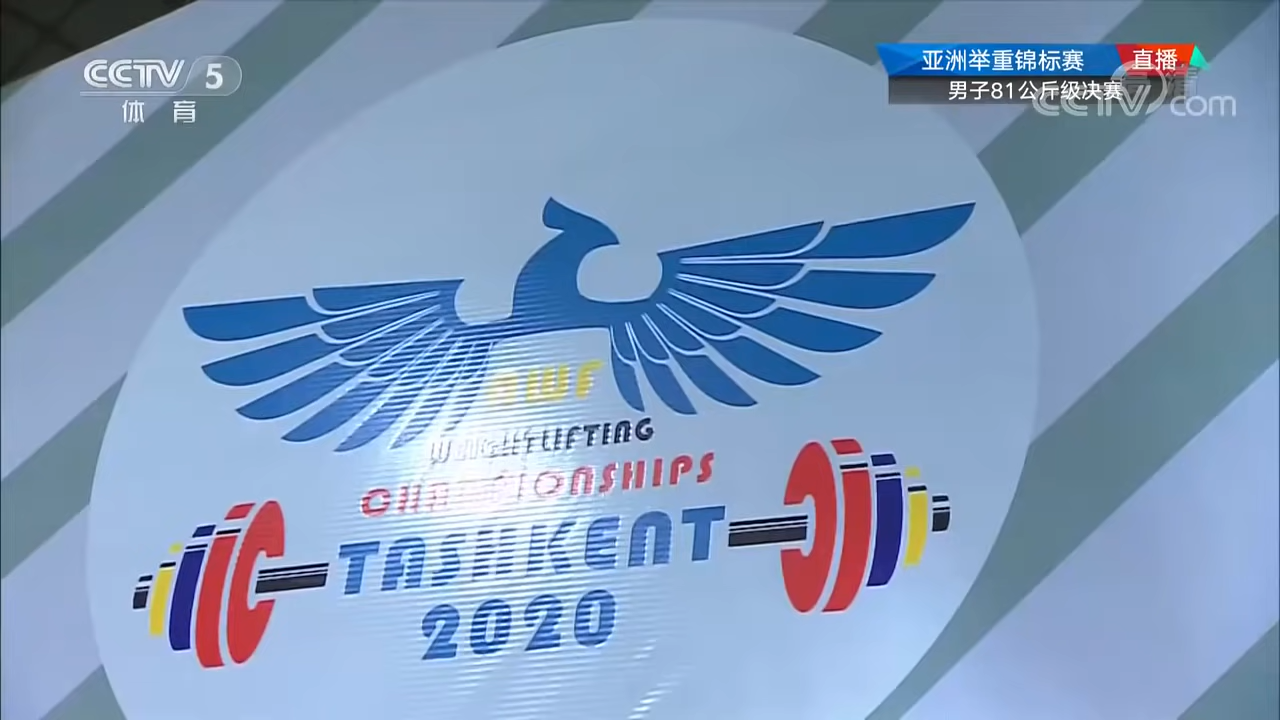 CCTV 5
体育
亚洲举重锦标赛 直播
男子81公斤级决赛
CCTV com
AWF
WEIGHTLIFTING
CHAMPIONSHIPS
TASHKENT
2020